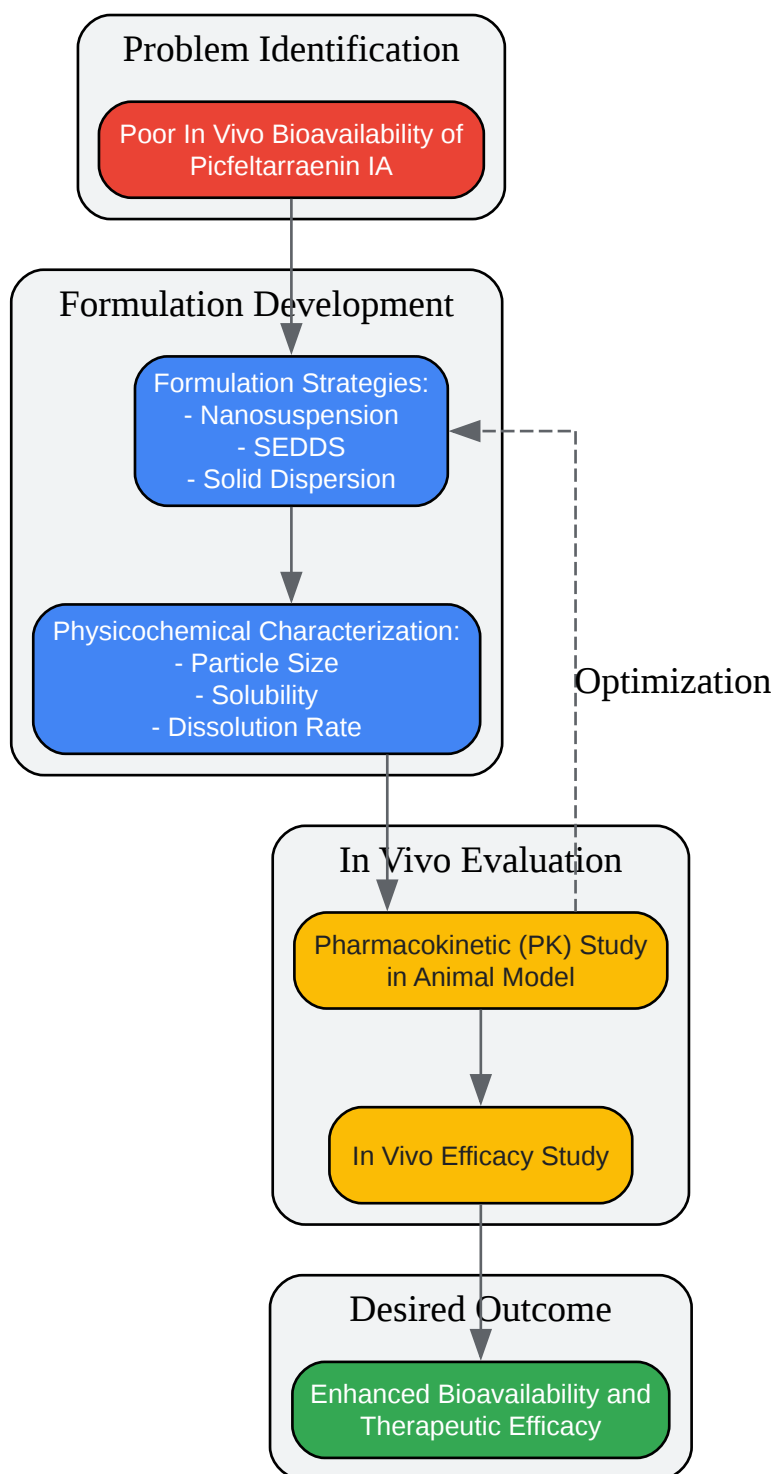 Problem Identification
Poor In Vivo Bioavailability of
Picfeltarraenin IA
Formulation Development
Formulation Strategies:
- Nanosuspension
- SEDDS
- Solid Dispersion
Physicochemical Characterization:
- Particle Size
- Solubility
- Dissolution Rate
Optimization
In Vivo Evaluation
Pharmacokinetic (PK) Study
in Animal Model
In Vivo Efficacy Study
Desired Outcome
Enhanced Bioavailability and
Therapeutic Efficacy